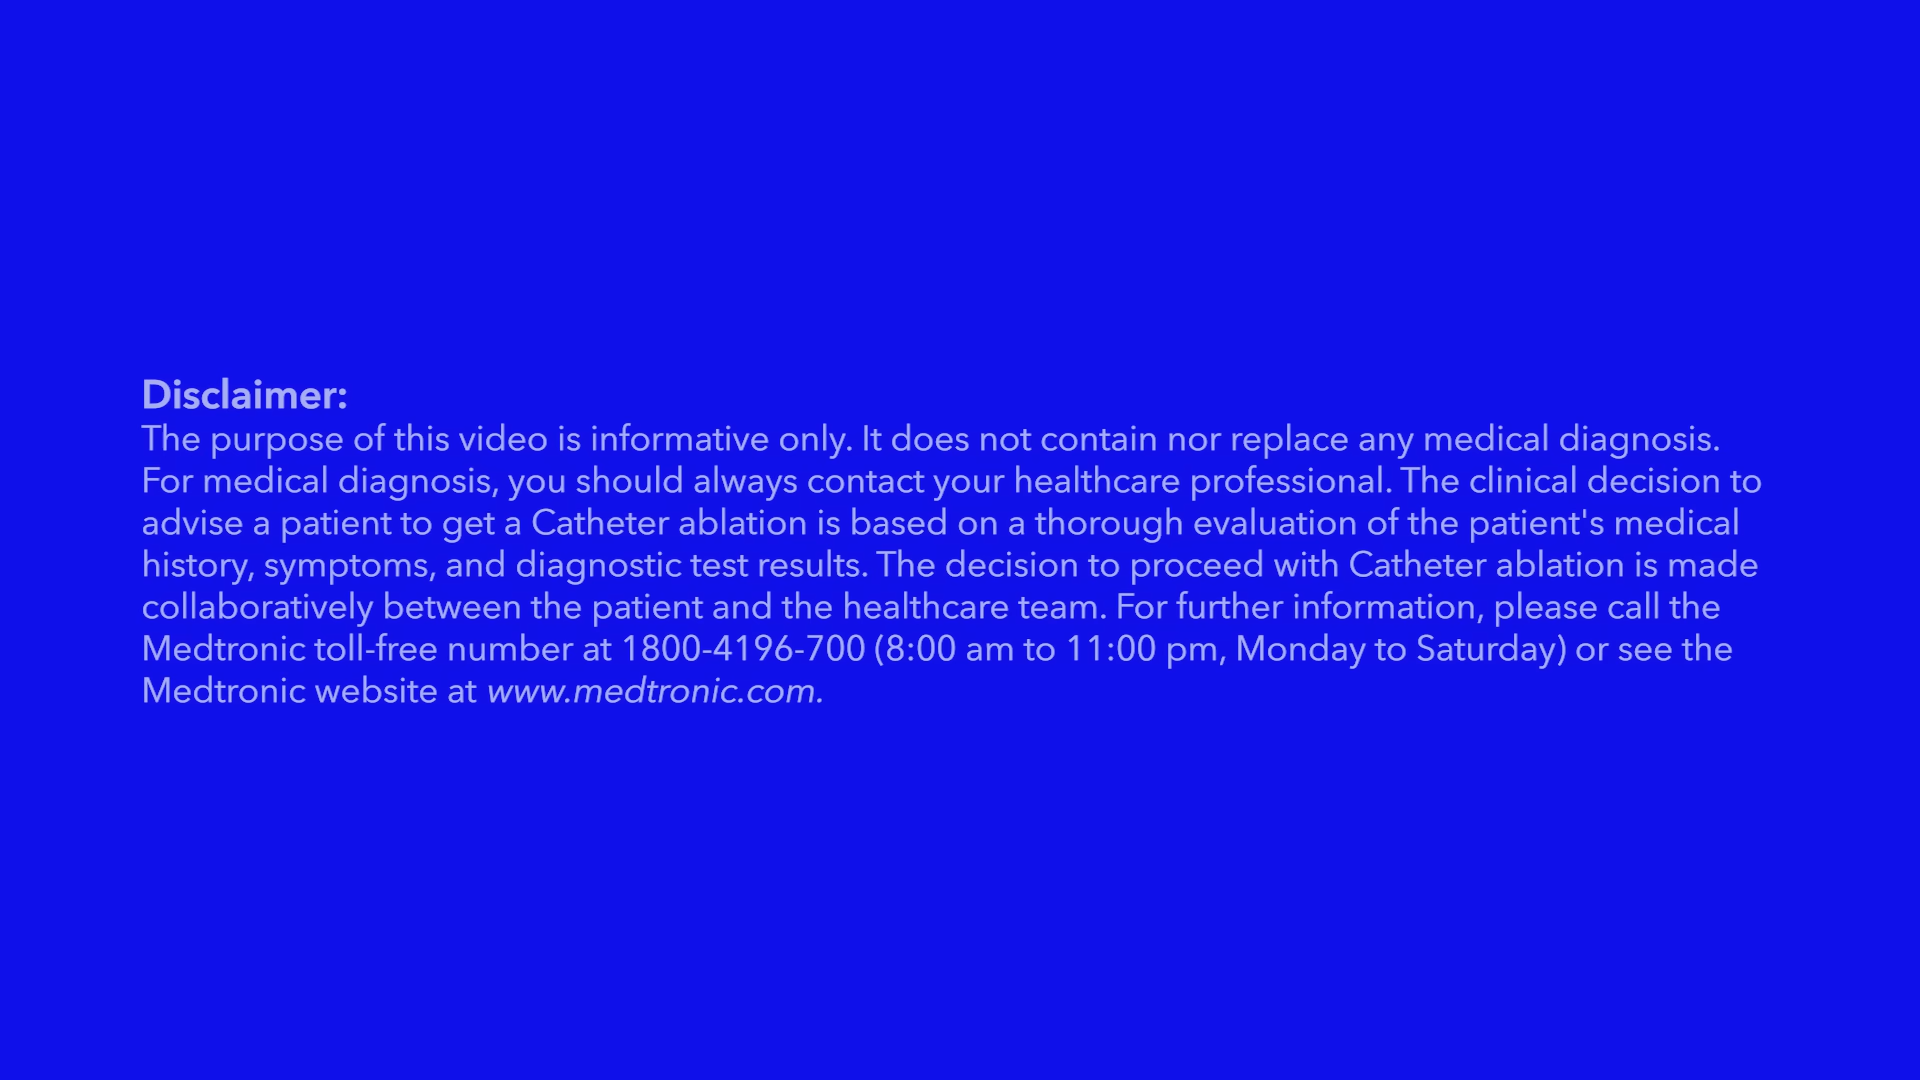 Disclaimer:
The purpose of this video is informative only. It does not contain nor replace any medical diagnosis.
For medical diagnosis, you should always contact your healthcare professional. The clinical decision to
advise a patient to get a Catheter ablation is based on a thorough evaluation of the patient's medical
history, symptoms, and diagnostic test results. The decision to proceed with Catheter ablation is made
collaboratively between the patient and the healthcare team. For further information, please call the
Medtronic toll-free number at 1800-4196-700 (8:00 am to 11:00 pm, Monday to Saturday) or see the
Medtronic website at www.medtronic.com.